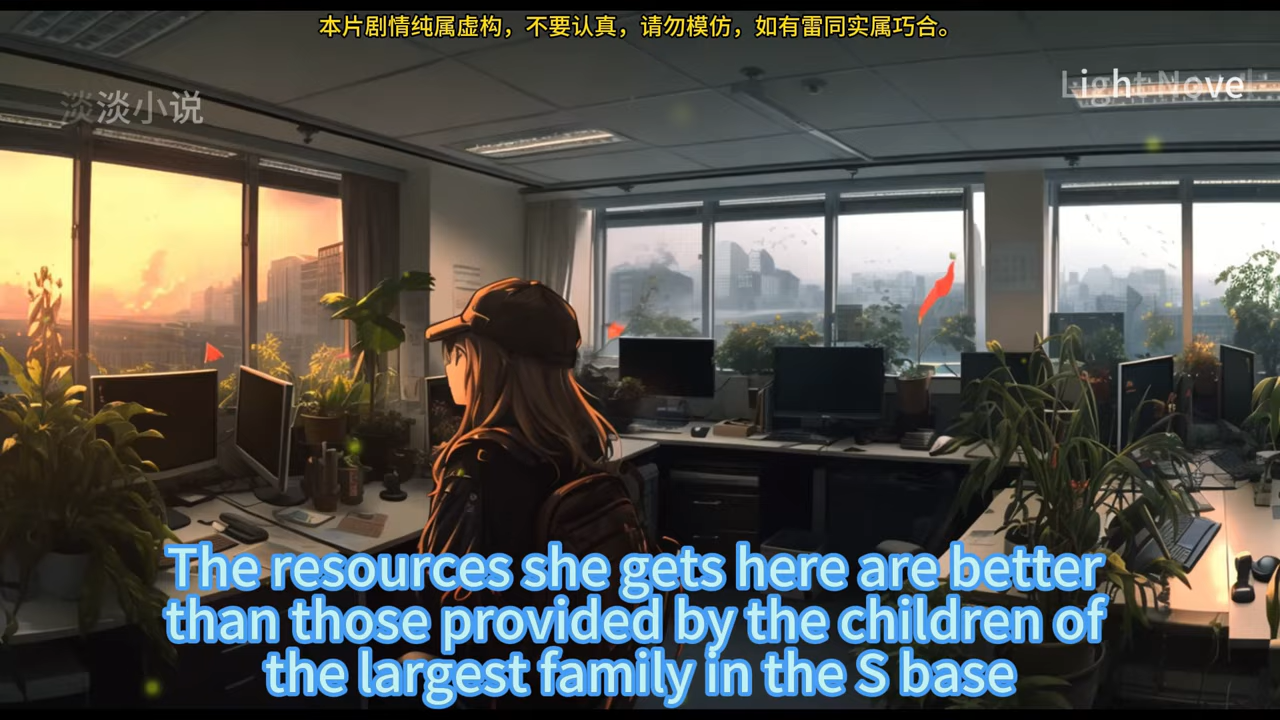 本片剧情纯属虚构，不要认真，请勿模仿，如有雷同实属巧合。
淡淡小说
Light Novel
The resources she gets here are better
than those provided by the children of
the largest family in the S base